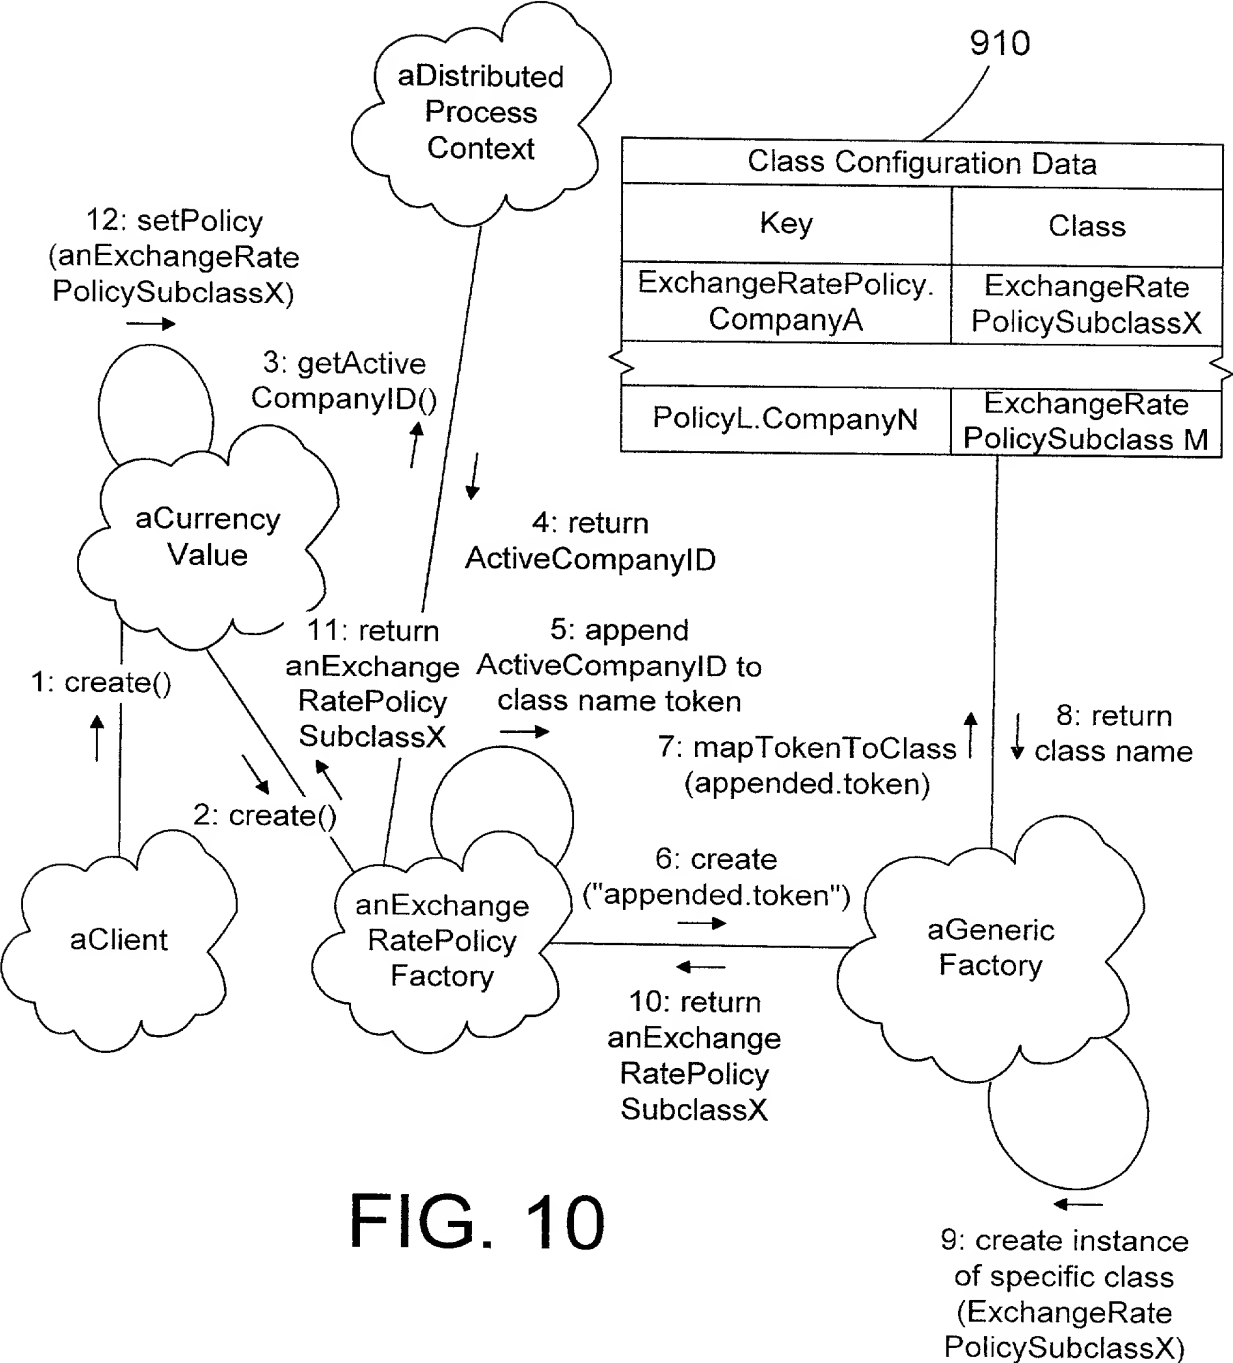 910
aDistributed
Process
Context
Class Configuration Data
Key
Class
ExchangeRatePolicy.
CompanyA
ExchangeRate
PolicySubclassX
PolicyL.CompanyN
ExchangeRate
PolicySubclass M
12: setPolicy
(anExchangeRate
PolicySubclassX)
3: getActive
CompanyID()
aCurrency
Value
4: return
ActiveCompanyID
11: return
anExchange
RatePolicy
SubclassX
5: append
ActiveCompanyID to
class name token
1: create()
7: mapTokenToClass
(appended.token)
8: return
class name
2: create()
6: create
("appended.token")
aClient
anExchange
RatePolicy
Factory
aGeneric
Factory
10: return
anExchange
RatePolicy
SubclassX
FIG. 10
9: create instance
of specific class
(ExchangeRate
PolicySubclassX)